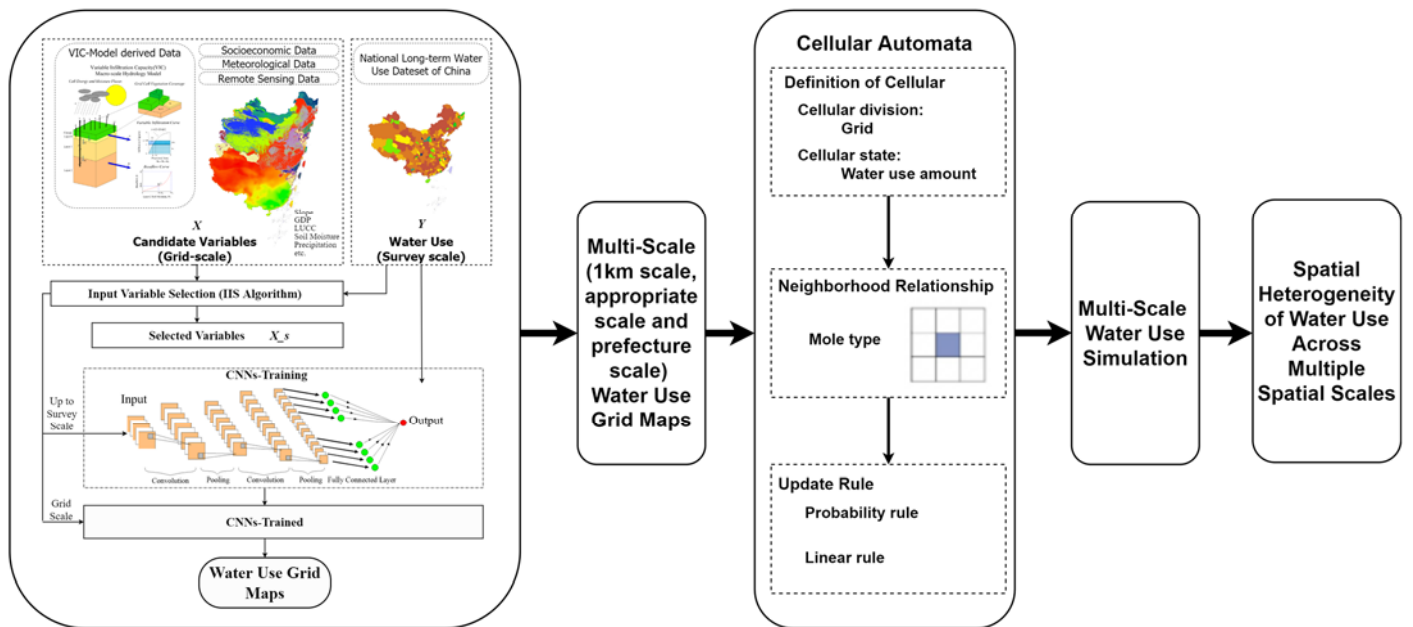 VIC-Model derived Data
Variable Infiltration Capacity(VIC)
Macro-scale Hydrology Model
Socioeconomic Data
Meteorological Data
Remote Sensing Data
National Long-term Water
Use Dateset of China
Slope
GDP
LUCC
Soil Moisture
Precipitation
etc.
X
Candidate Variables
(Grid-scale)
Y
Water Use
(Survey scale)
Input Variable Selection (IIS Algorithm)
Selected Variables X_s
CNNs-Training
Up to
Survey
Scale
Input
Output
Convolution
Pooling
Convolution
Pooling
Fully Connected Layer
Grid
Scale
CNNs-Trained
Water Use Grid
Maps
Multi-Scale
(1km scale,
appropriate
scale and
prefecture
scale)
Water Use
Grid Maps
Cellular Automata
Definition of Cellular
Cellular division:
Grid
Cellular state:
Water use amount
Neighborhood Relationship
Mole type
Update Rule
Probability rule
Linear rule
Multi-Scale
Water Use
Simulation
Spatial
Heterogeneity
of Water Use
Across
Multiple
Spatial Scales